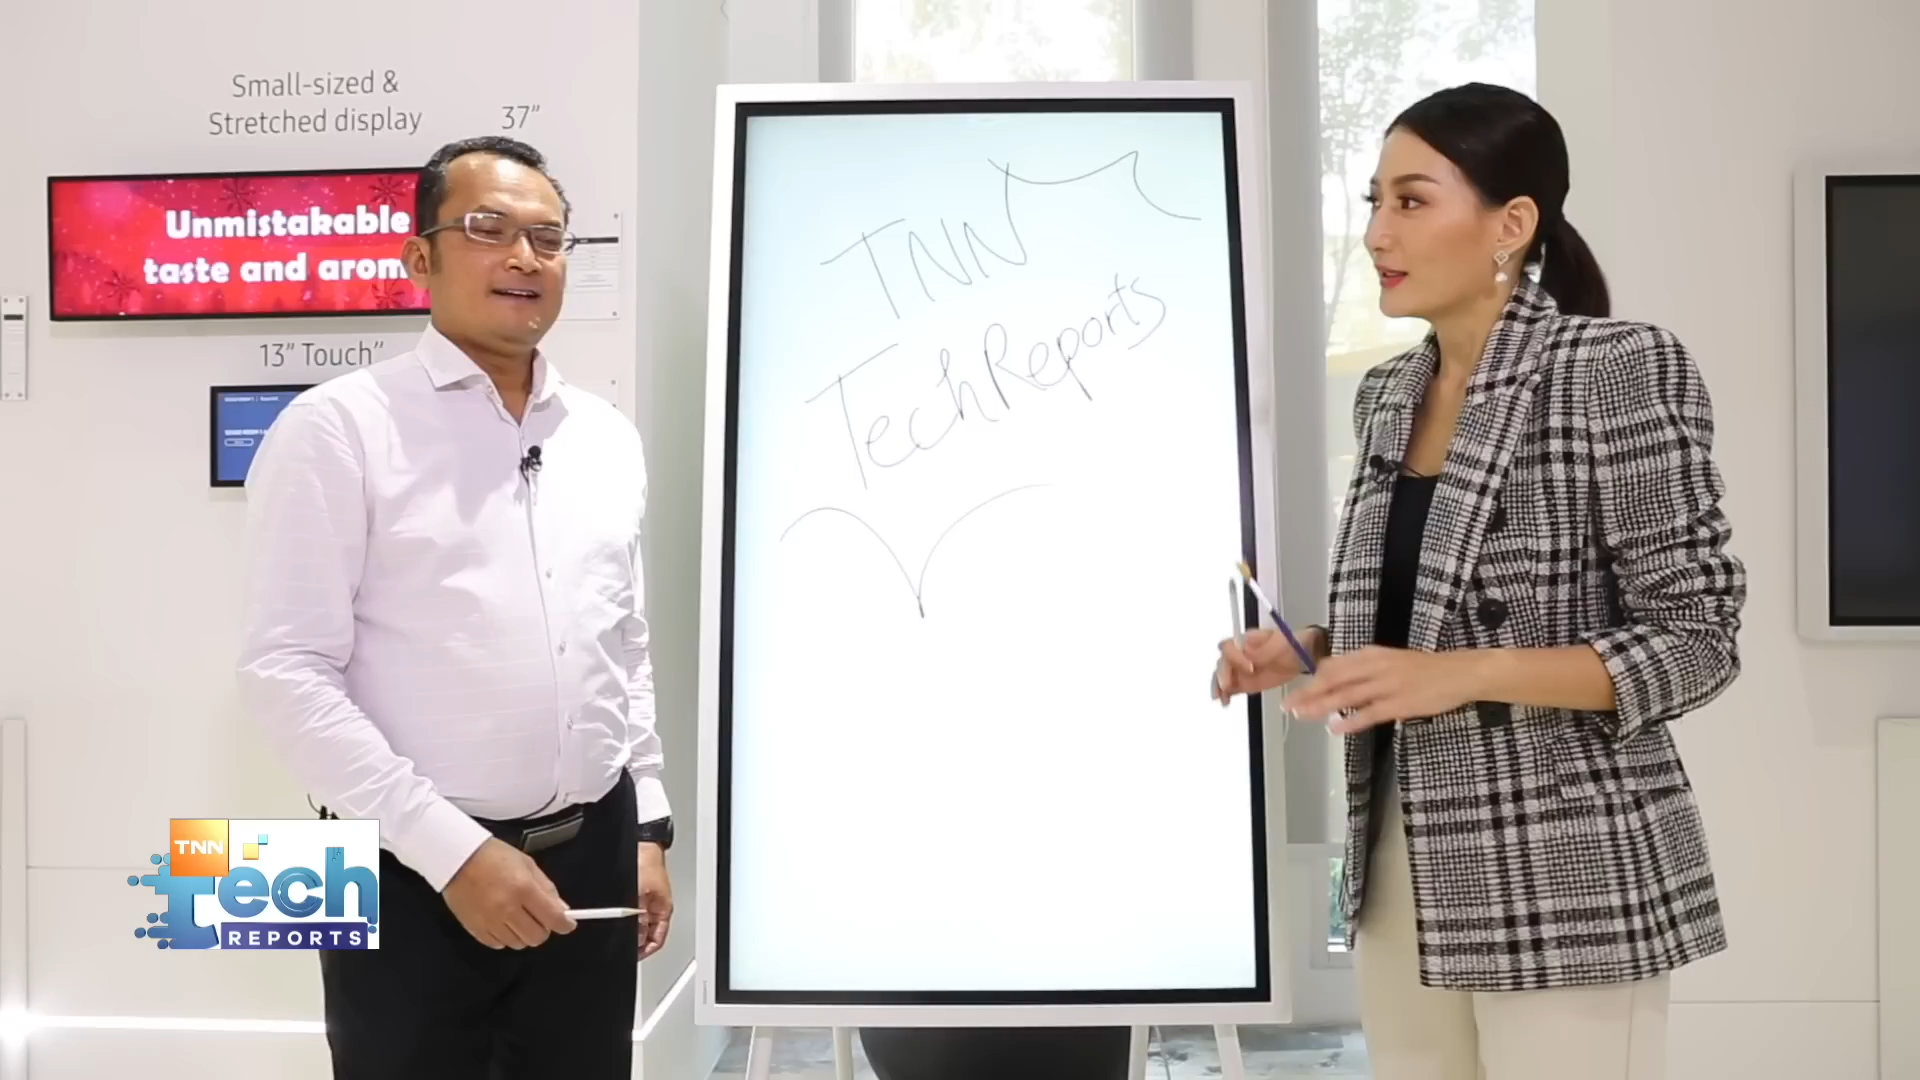 Small-sized &
Stretched display
37”
Unmistakable
taste and arom
13” Touch”
TNN
TechReports
TNN
Tech
REPORTS